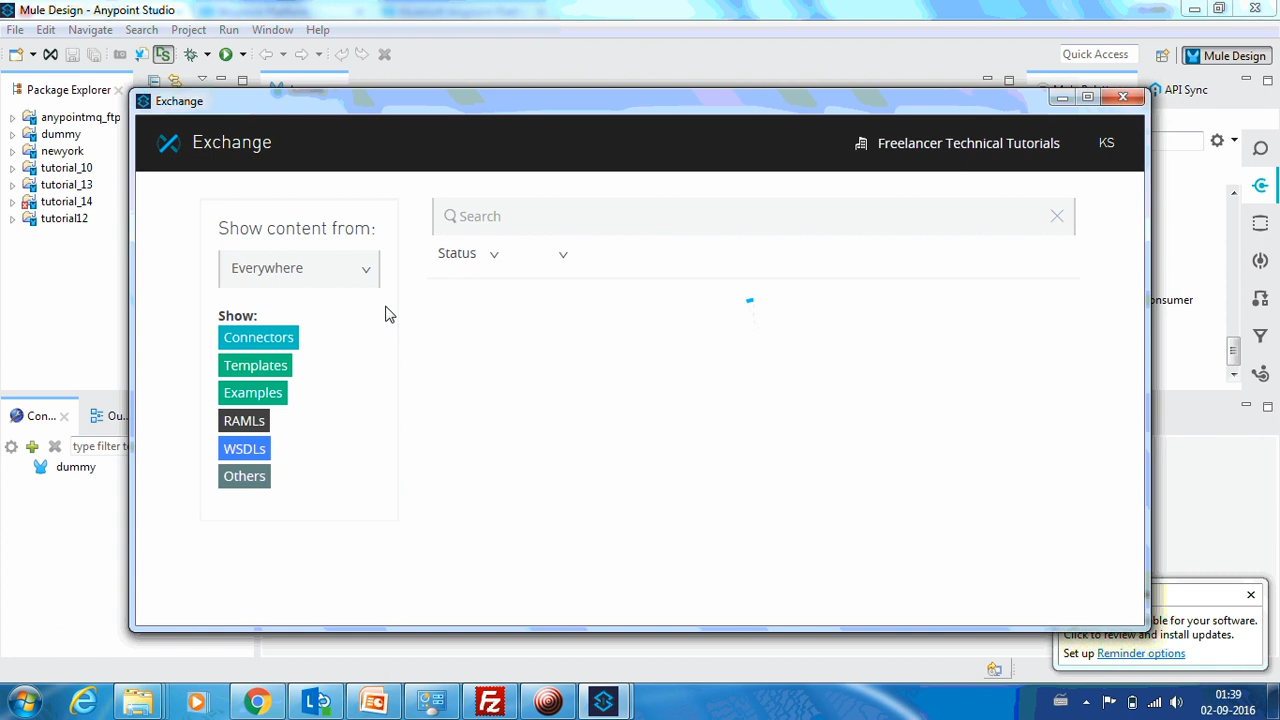 Mule Design - Anypoint Studio
File Edit Navigate Search Project Run Window Help
Quick Access
Mule Design
Package Explorer
API Sync
anypointmq_ftp
dummy
newyork
tutorial_10
tutorial_13
tutorial_14
tutorial12
Exchange
Exchange
Freelancer Technical Tutorials
KS
Show content from:
Everywhere
Search
Status
Show:
Connectors
Templates
Examples
RAMLs
WSDLs
Others
onsumer
Con...
Ou...
type filter t
dummy
ble for your software.
Click to review and install updates.
Set up Reminder options
01:39
02-09-2016